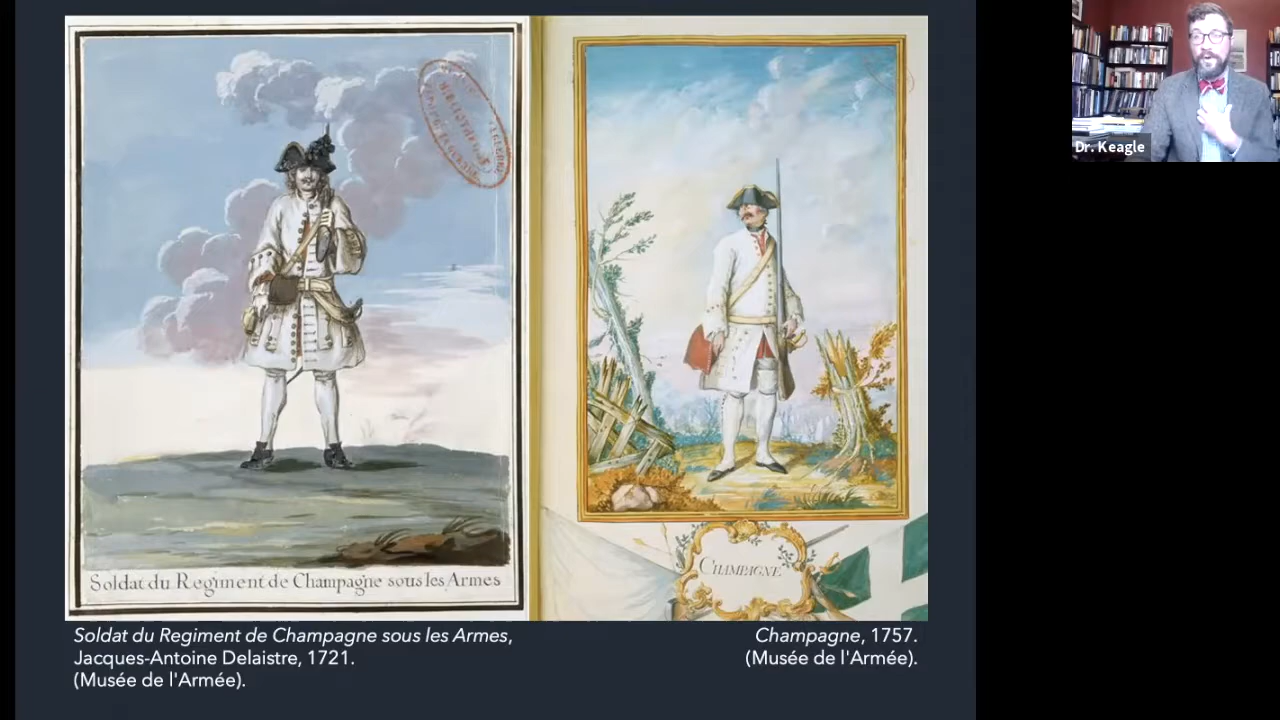 Soldat du Regiment de Champagne sous les Armes
CHAMPAGNE
Soldat du Regiment de Champagne sous les Armes,
Jacques-Antoine Delaistre, 1721.
(Musée de l'Armée).
Champagne, 1757.
(Musée de l'Armée).
Dr. Keagle